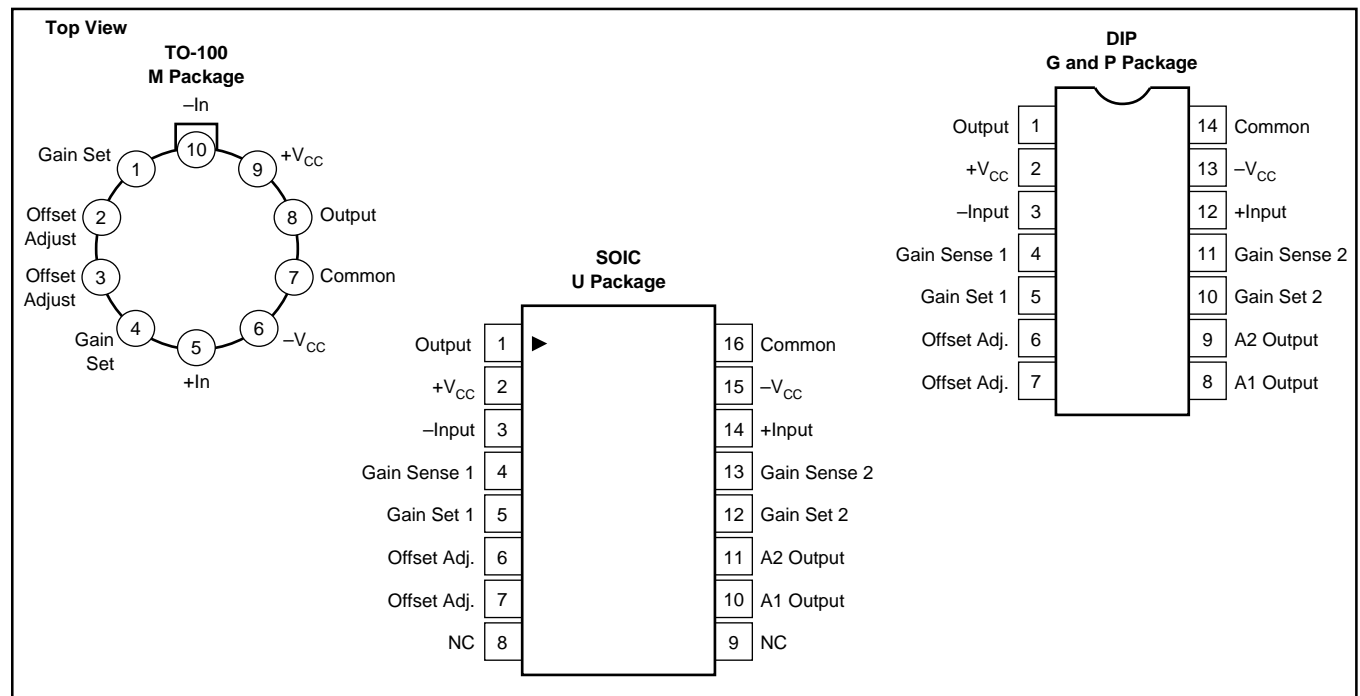 Top View
TO-100
M Package
–In
10
Gain Set
1
9
+VCC
Offset
Adjust
2
8
Output
Offset
Adjust
3
7
Common
Gain
Set
4
6
–VCC
5
+In
SOIC
U Package
Output 1 16 Common
+VCC 2 15 –VCC
–Input 3 14 +Input
Gain Sense 1 4 13 Gain Sense 2
Gain Set 1 5 12 Gain Set 2
Offset Adj. 6 11 A2 Output
Offset Adj. 7 10 A1 Output
NC 8 9 NC
DIP
G and P Package
Output 1 14 Common
+VCC 2 13 –VCC
–Input 3 12 +Input
Gain Sense 1 4 11 Gain Sense 2
Gain Set 1 5 10 Gain Set 2
Offset Adj. 6 9 A2 Output
Offset Adj. 7 8 A1 Output